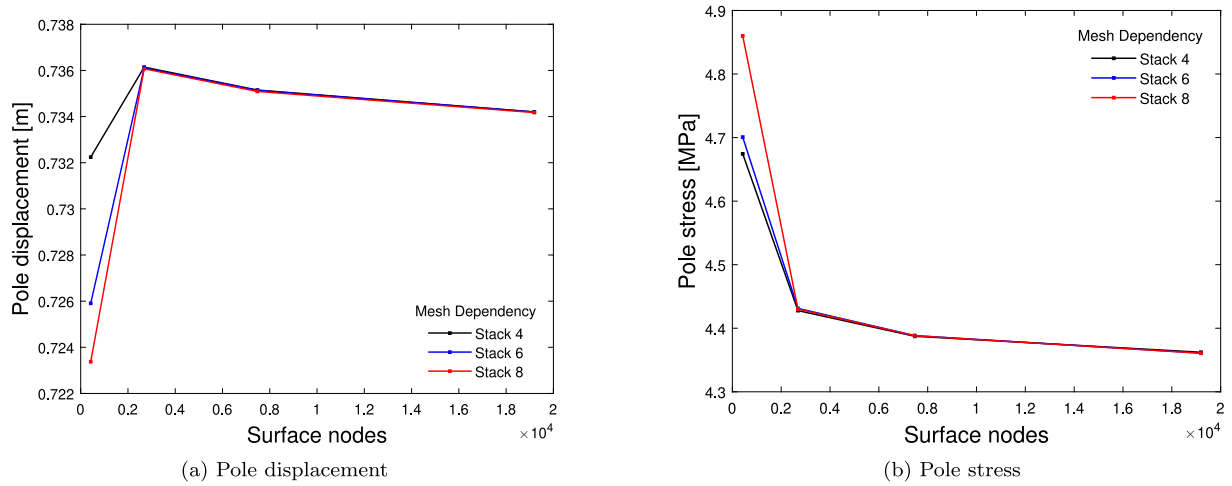 0.738
0.736
0.734
0.732
0.73
0.728
0.726
0.724
0.722
Pole displacement [m]
Mesh Dependency
Stack 4
Stack 6
Stack 8
0 0.2 0.4 0.6 0.8 1 1.2 1.4 1.6 1.8 2
× 10⁴
Surface nodes
(a) Pole displacement
4.9
4.8
4.7
4.6
4.5
4.4
4.3
Pole stress [MPa]
Mesh Dependency
Stack 4
Stack 6
Stack 8
0 0.2 0.4 0.6 0.8 1 1.2 1.4 1.6 1.8 2
× 10⁴
Surface nodes
(b) Pole stress